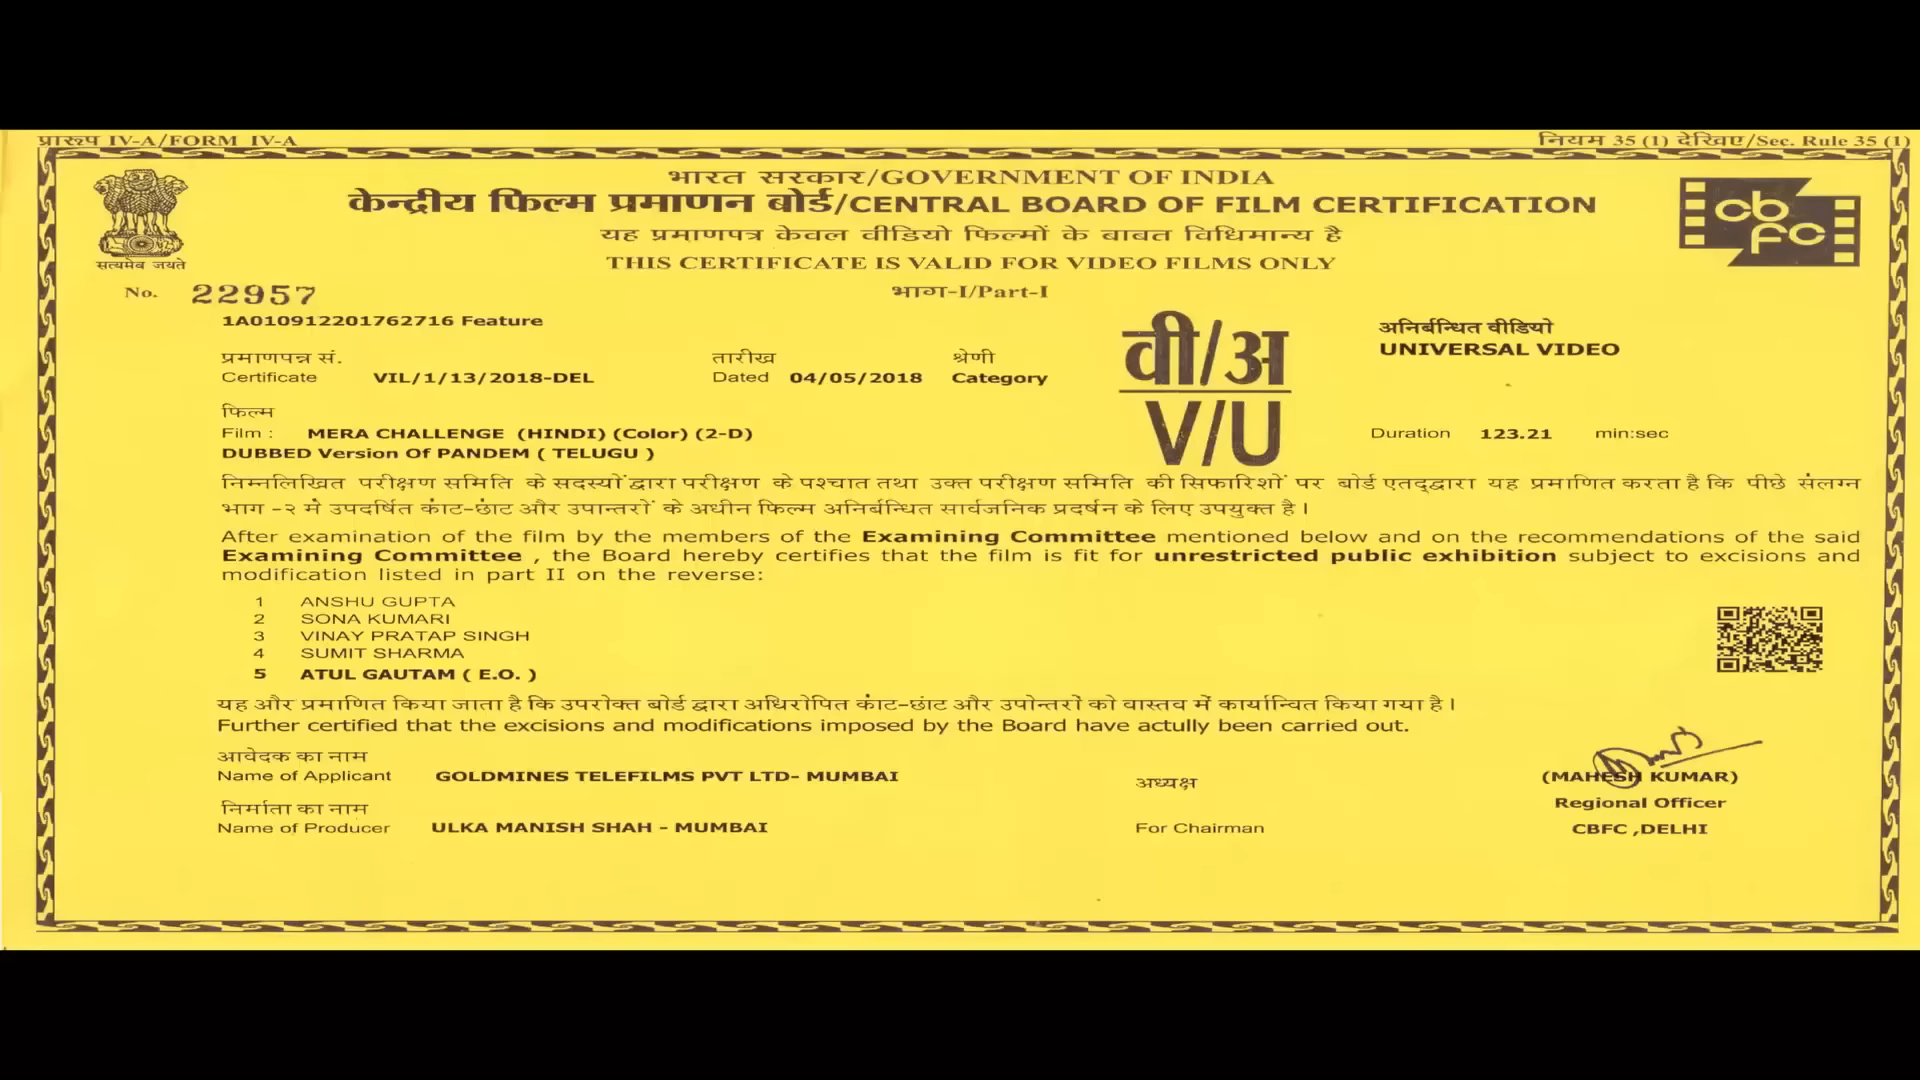 प्रारूप IV-A/FORM IV-A
नियम 35 (1) देखिए/Sec. Rule 35 (1)
भारत सरकार/GOVERNMENT OF INDIA
केन्द्रीय फिल्म प्रमाणन बोर्ड/CENTRAL BOARD OF FILM CERTIFICATION
cbfc
यह प्रमाणपत्र केवल वीडियो फिल्मों के बाबत विधिमान्य है
सत्यमेव जयते
THIS CERTIFICATE IS VALID FOR VIDEO FILMS ONLY
No. 22957
भाग-I/Part-I
1A010912201762716 Feature
वी/अ
V/U
अनिर्बन्धित वीडियो
UNIVERSAL VIDEO
प्रमाणपत्र सं. तारीख श्रेणी
Certificate VIL/1/13/2018-DEL Dated 04/05/2018 Category
फिल्म
Film : MERA CHALLENGE (HINDI) (Color) (2-D) Duration 123.21 min:sec
DUBBED Version Of PANDEM ( TELUGU )
निम्नलिखित परीक्षण समिति के सदस्यों द्वारा परीक्षण के पश्चात तथा उक्त परीक्षण समिति की सिफारिशों पर बोर्ड एतद्द्वारा यह प्रमाणित करता है कि पीछे संलग्न
भाग -२ में उपदर्षित कांट-छांट और उपान्तरों के अधीन फिल्म अनिर्बन्धित सार्वजनिक प्रदर्षन के लिए उपयुक्त है।
After examination of the film by the members of the Examining Committee mentioned below and on the recommendations of the said
Examining Committee , the Board hereby certifies that the film is fit for unrestricted public exhibition subject to excisions and
modification listed in part II on the reverse:
1 ANSHU GUPTA
2 SONA KUMARI
3 VINAY PRATAP SINGH
4 SUMIT SHARMA
5 ATUL GAUTAM ( E.O. )
यह और प्रमाणित किया जाता है कि उपरोक्त बोर्ड द्वारा अधिरोपित कांट-छांट और उपोन्तरों को वास्तव में कार्यान्वित किया गया है।
Further certified that the excisions and modifications imposed by the Board have actully been carried out.
आवेदक का नाम
Name of Applicant GOLDMINES TELEFILMS PVT LTD- MUMBAI
अध्यक्ष
(MAHESH KUMAR)
Regional Officer
निर्माता का नाम
Name of Producer ULKA MANISH SHAH - MUMBAI
For Chairman
CBFC ,DELHI